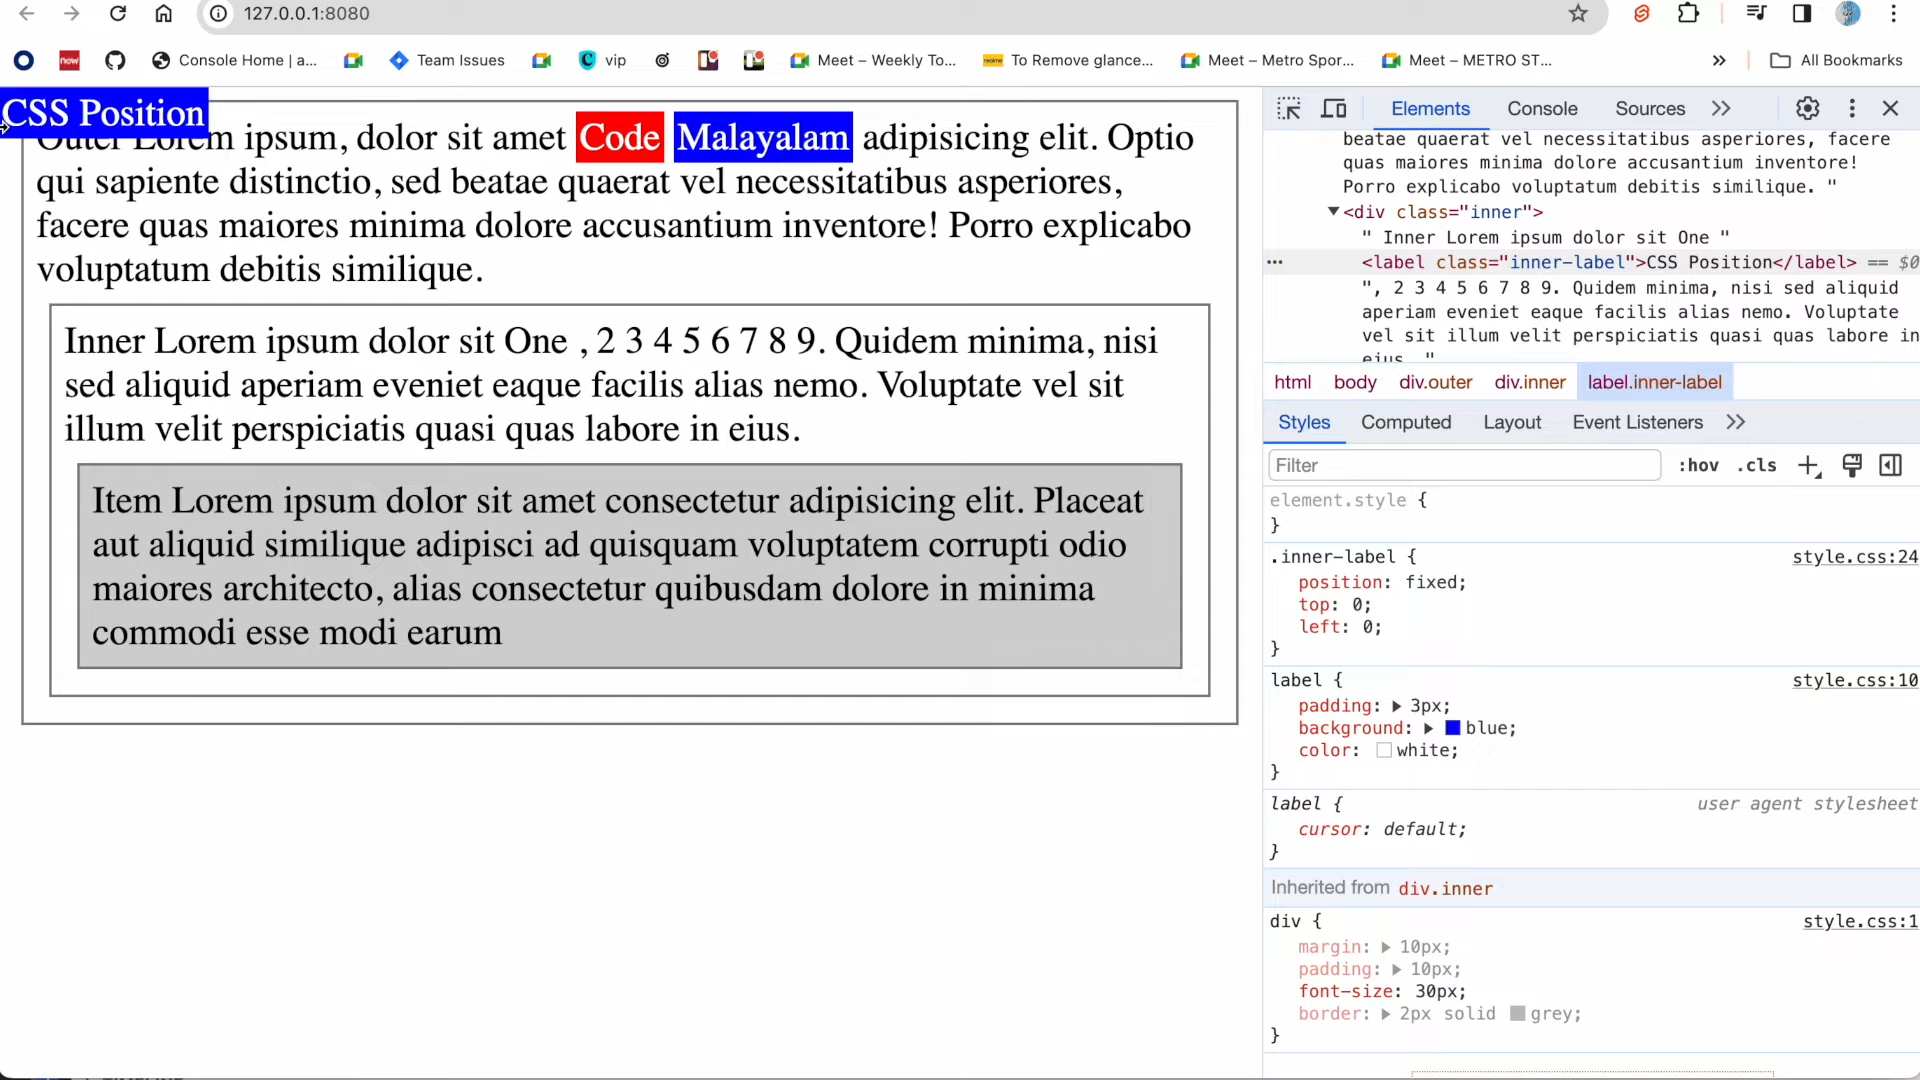 127.0.0.1:8080
new
Console Home | a...
Team Issues
vip
Meet – Weekly To...
realme
To Remove glance...
Meet – Metro Spor...
Meet – METRO ST...
»
All Bookmarks
CSS Position
Outer Lorem ipsum, dolor sit amet Code Malayalam adipisicing elit. Optio
qui sapiente distinctio, sed beatae quaerat vel necessitatibus asperiores,
facere quas maiores minima dolore accusantium inventore! Porro explicabo
voluptatum debitis similique.
Inner Lorem ipsum dolor sit One , 2 3 4 5 6 7 8 9. Quidem minima, nisi
sed aliquid aperiam eveniet eaque facilis alias nemo. Voluptate vel sit
illum velit perspiciatis quasi quas labore in eius.
Item Lorem ipsum dolor sit amet consectetur adipisicing elit. Placeat
aut aliquid similique adipisci ad quisquam voluptatem corrupti odio
maiores architecto, alias consectetur quibusdam dolore in minima
commodi esse modi earum
Elements Console Sources »
beatae quaerat vel necessitatibus asperiores, facere
quas maiores minima dolore accusantium inventore!
Porro explicabo voluptatum debitis similique. "
<div class="inner">
" Inner Lorem ipsum dolor sit One "
<label class="inner-label">CSS Position</label> == $0
", 2 3 4 5 6 7 8 9. Quidem minima, nisi sed aliquid
aperiam eveniet eaque facilis alias nemo. Voluptate
vel sit illum velit perspiciatis quasi quas labore in
eius. "
html body div.outer div.inner label.inner-label
Styles Computed Layout Event Listeners »
Filter :hov .cls
element.style {
}
.inner-label { style.css:24
position: fixed;
top: 0;
left: 0;
}
label { style.css:10
padding: 3px;
background: blue;
color: white;
}
label { user agent stylesheet
cursor: default;
}
Inherited from div.inner
div { style.css:1
margin: 10px;
padding: 10px;
font-size: 30px;
border: 2px solid grey;
}